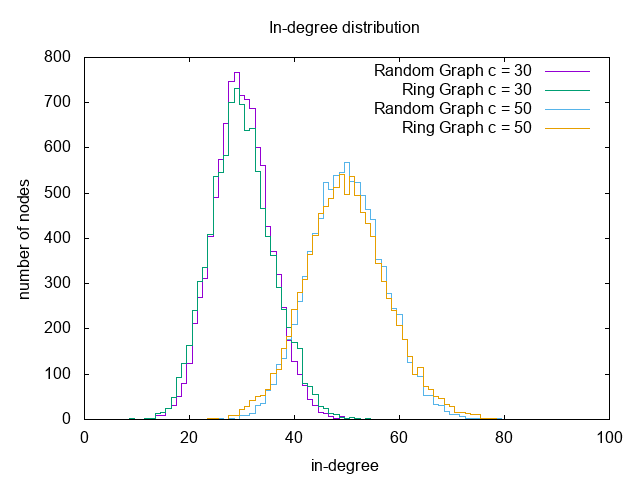 In-degree distribution
800
700
600
500
400
300
200
100
0
number of nodes
Random Graph c = 30
Ring Graph c = 30
Random Graph c = 50
Ring Graph c = 50
0 20 40 60 80 100
in-degree